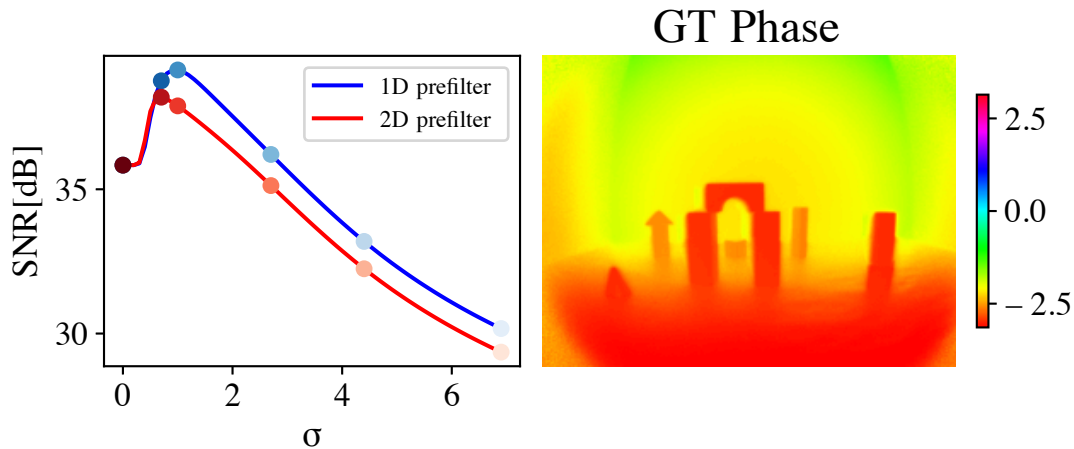 GT Phase
SNR[dB]
35
30
1D prefilter
2D prefilter
0
2
4
6
σ
2.5
0.0
−2.5